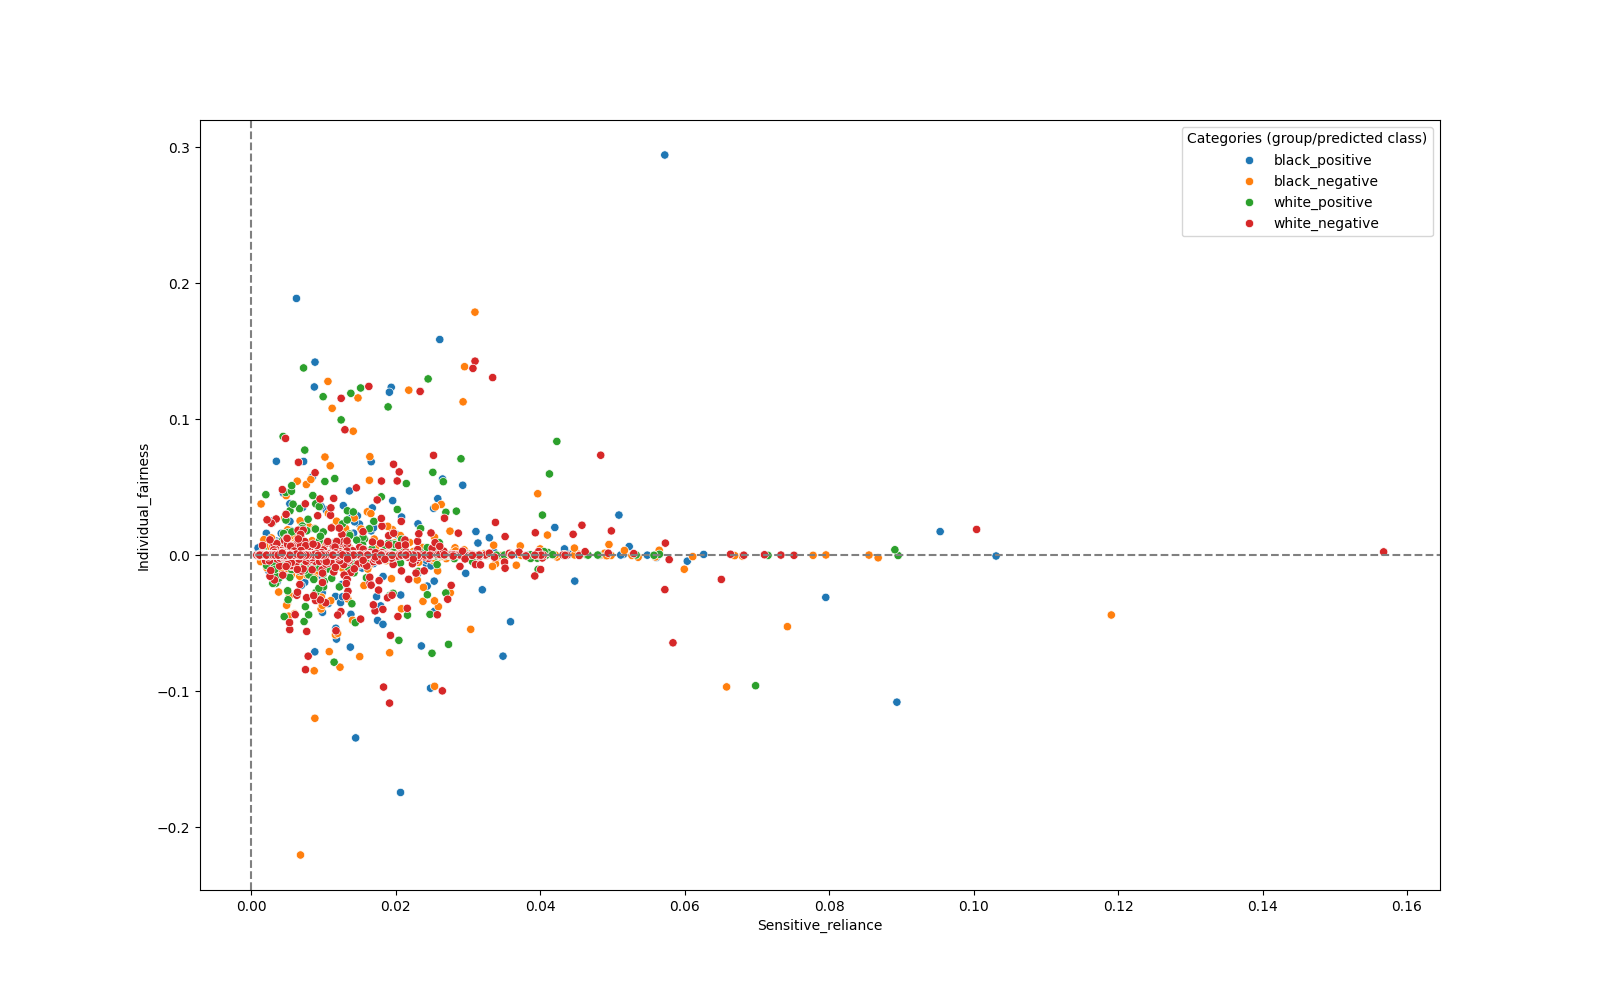 Categories (group/predicted class)
black_positive
black_negative
white_positive
white_negative
0.3
0.2
0.1
0.0
−0.1
−0.2
Individual_fairness
0.00 0.02 0.04 0.06 0.08 0.10 0.12 0.14 0.16
Sensitive_reliance